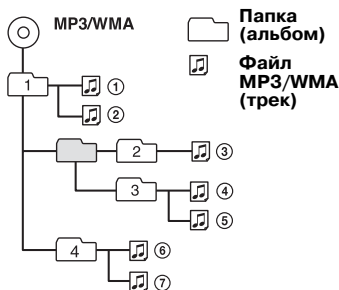 MP3/WMA
Папка
(альбом)
Файл
MP3/WMA
(трек)
1
①
②
2
③
3
④
⑤
4
⑥
⑦